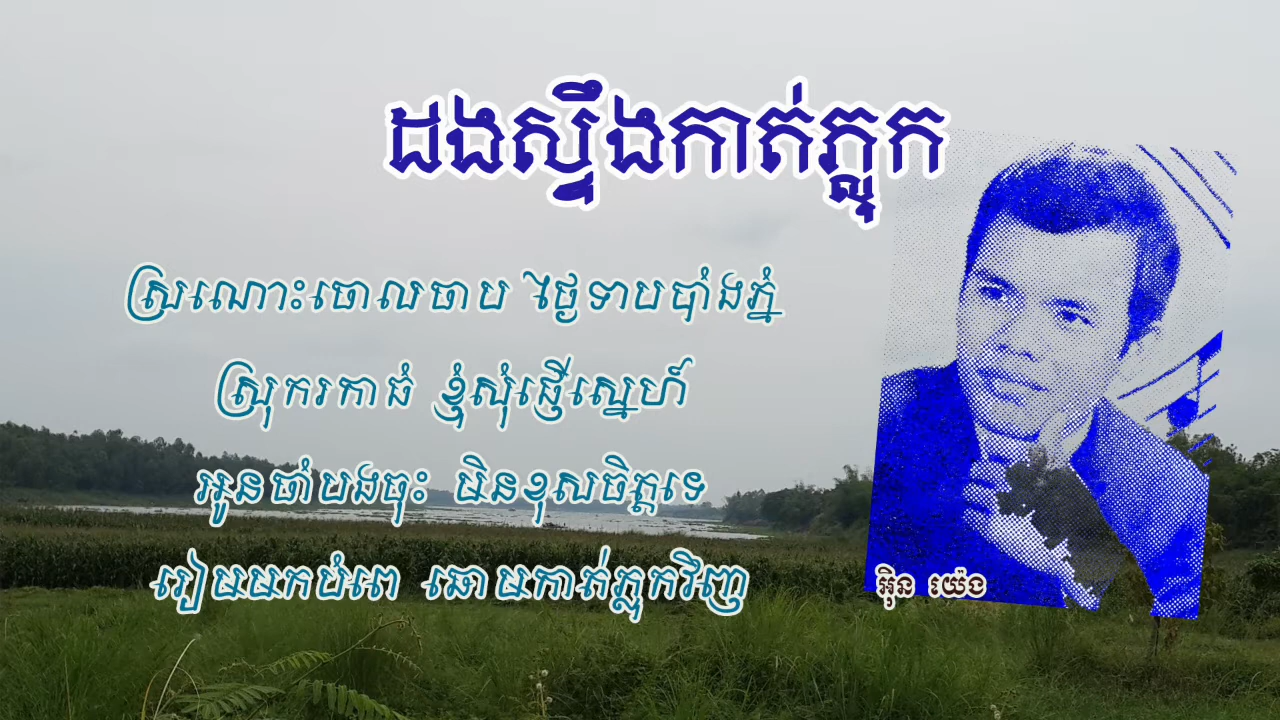 ដងស្ទឹងកាត់ភ្លុក
ស្រណោះចោលចាប ថ្ងៃទាបបាំងភ្នំ
ស្រុករកាធំ ខ្ញុំសុំផ្ញើស្នេហ៍
អូនចាំបងចុះ មិនខុសចិត្តទេ
រៀមមកបំពេ ឆោមកាត់ភ្លុកវិញ
អ៊ិន យ៉េង